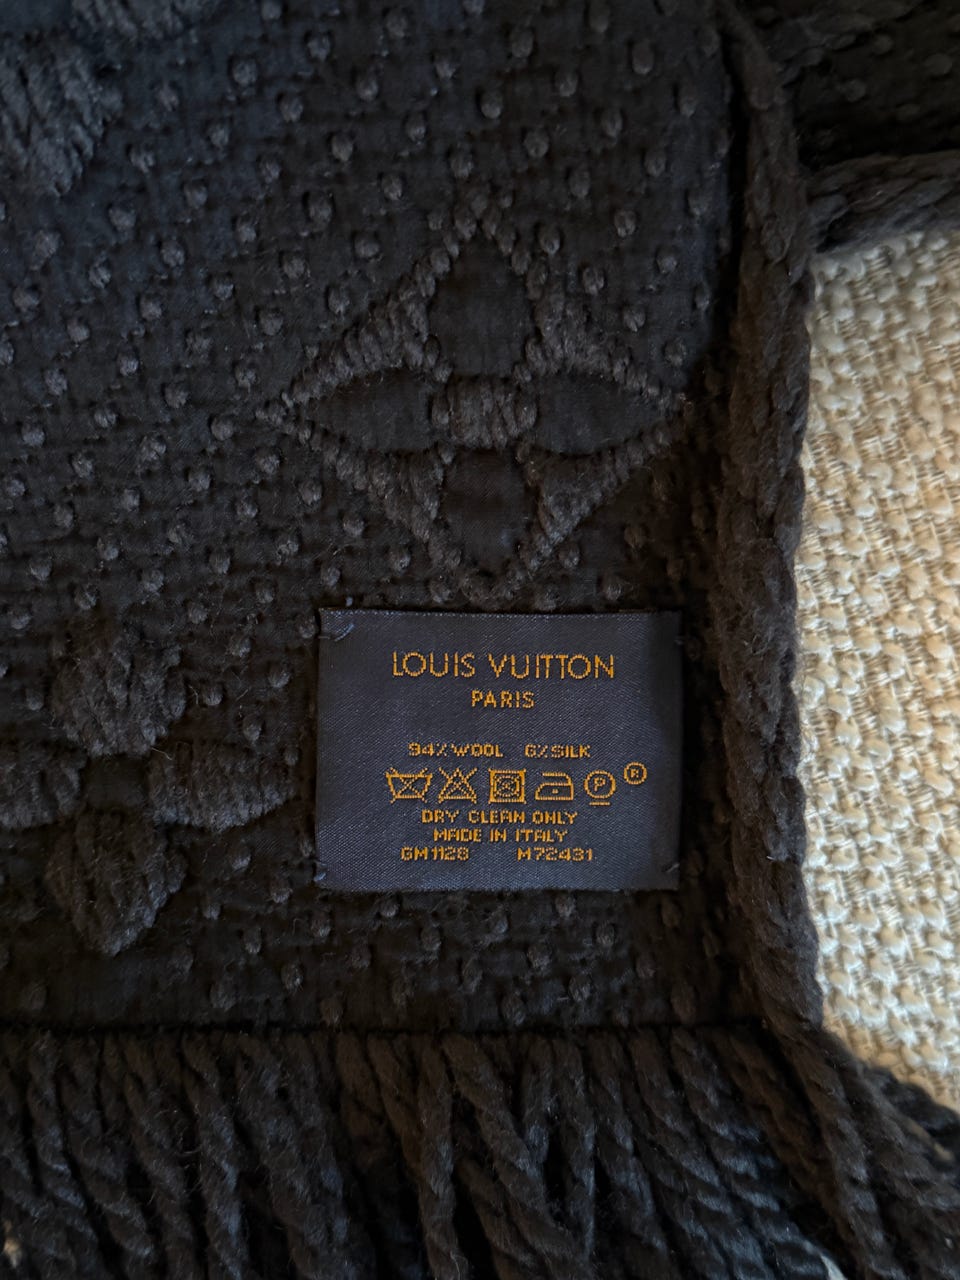 LOUIS VUITTON
PARIS
94% WOOL 6% SILK
P ®
DRY CLEAN ONLY
MADE IN ITALY
GM1128 M72431